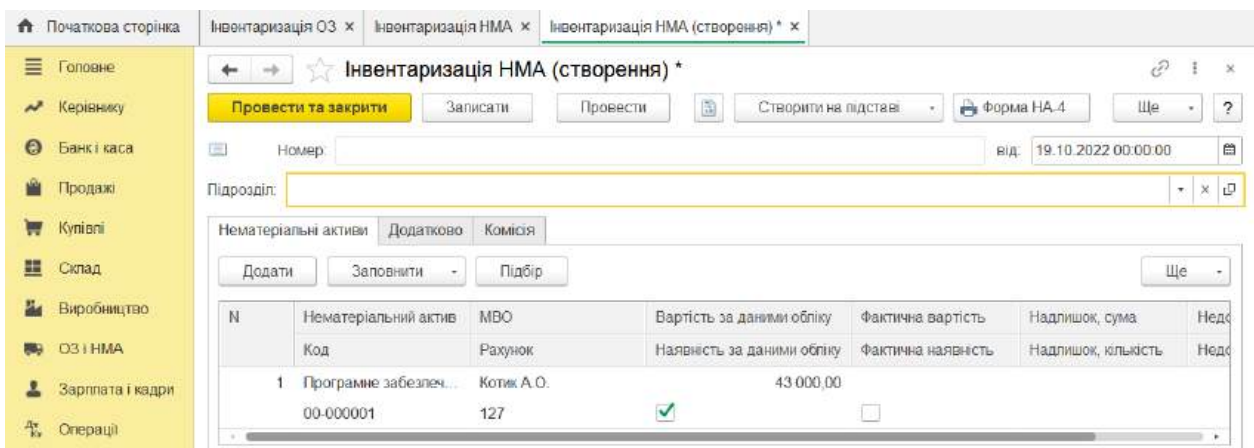 Початкова сторінка
Інвентаризація ОЗ ×
Інвентаризація НМА ×
Інвентаризація НМА (створення) * ×
Головне
Керівнику
Банк і каса
Продажі
Купівлі
Склад
Виробництво
ОЗ і НМА
Зарплата і кадри
Операції
Інвентаризація НМА (створення) *
Провести та закрити
Записати
Провести
Створити на підставі
Форма НА-4
Ще
?
Номер:
від: 19.10.2022 00:00:00
Підрозділ:
Нематеріальні активи
Додатково
Комісія
Додати
Заповнити
Підбір
Ще
N Нематеріальний актив МВО Вартість за даними обліку Фактична вартість Надлишок, сума Недо
Код Рахунок Наявність за даними обліку Фактична наявність Надлишок, кількість Недо
1 Програмне забезпеч... Котик А.О. 43 000,00
00-000001 127